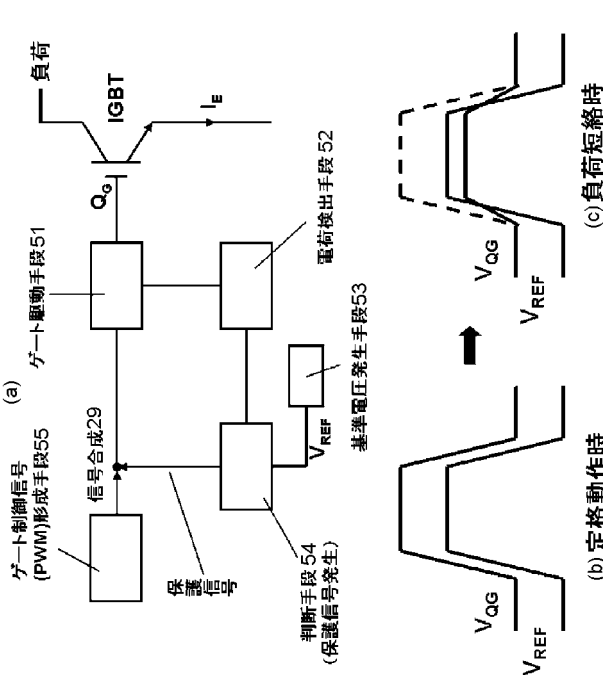 (a)
ゲート制御信号
(PWM)形成手段55
信号合成29
ゲート駆動手段51
Q_G
IGBT
負荷
I_E
保護
信号
判断手段54
(保護信号発生)
V_REF
基準電圧発生手段53
電荷検出手段52
V_QG
V_REF
(b)定格動作時
V_QG
V_REF
(c)負荷短絡時